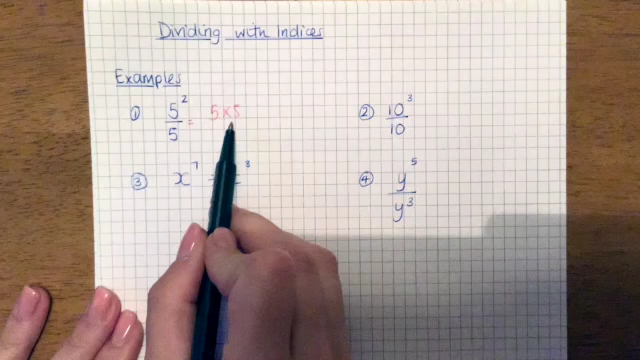 Dividing with Indices
Examples
① 5² / 5 = 5×5
② 10³ / 10
③ x⁷
④ y⁵ / y³